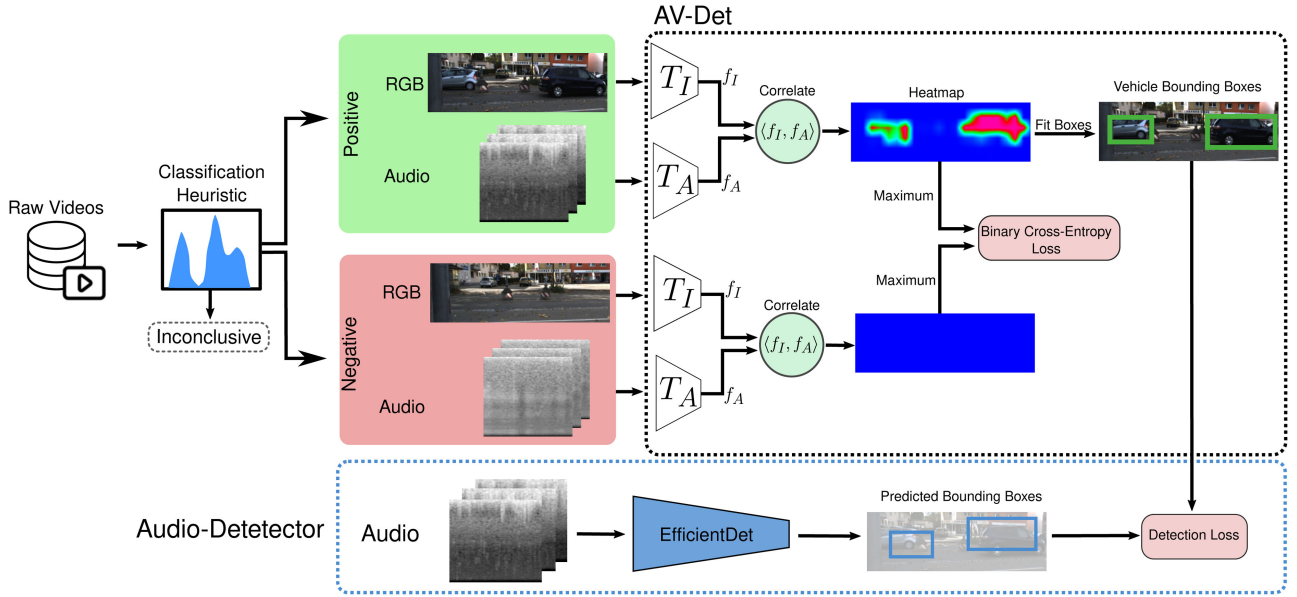 AV-Det
Raw Videos
Classification
Heuristic
Inconclusive
Positive
RGB
Audio
Negative
RGB
Audio
T_I
f_I
T_A
f_A
Correlate
⟨f_I, f_A⟩
Heatmap
Fit Boxes
Vehicle Bounding Boxes
Maximum
Binary Cross-Entropy
Loss
Maximum
T_I
f_I
T_A
f_A
Correlate
⟨f_I, f_A⟩
Audio-Detetector
Audio
EfficientDet
Predicted Bounding Boxes
Detection Loss